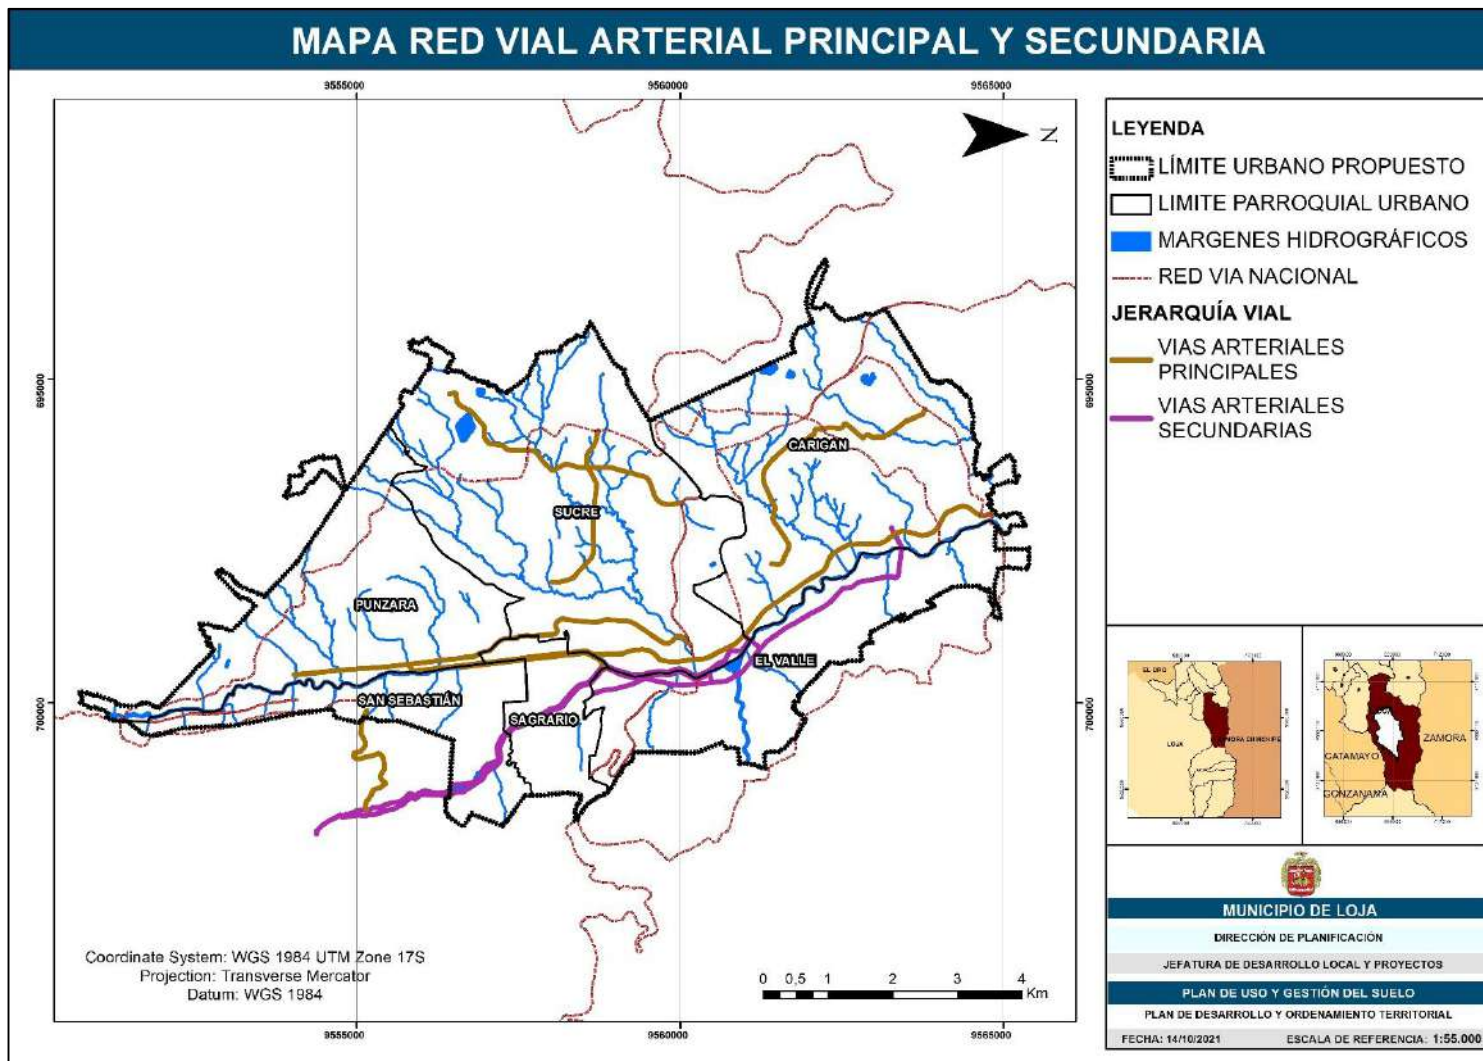 MAPA RED VIAL ARTERIAL PRINCIPAL Y SECUNDARIA
9555000
9560000
9565000
N
695000
695000
CARIGAN
SUCRE
PUNZARA
EL VALLE
SAN SEBASTIÁN
SAGRARIO
700000
700000
Coordinate System: WGS 1984 UTM Zone 17S
Projection: Transverse Mercator
Datum: WGS 1984
0 0,5 1 2 3 4
Km
9555000
9560000
9565000
LEYENDA
LÍMITE URBANO PROPUESTO
LIMITE PARROQUIAL URBANO
MARGENES HIDROGRÁFICOS
RED VIA NACIONAL
JERARQUÍA VIAL
VIAS ARTERIALES
PRINCIPALES
VIAS ARTERIALES
SECUNDARIAS
EL ORO
LOJA
ZAMORA
CATAMAYO
GONZANAMA
MUNICIPIO DE LOJA
DIRECCIÓN DE PLANIFICACIÓN
JEFATURA DE DESARROLLO LOCAL Y PROYECTOS
PLAN DE USO Y GESTIÓN DEL SUELO
PLAN DE DESARROLLO Y ORDENAMIENTO TERRITORIAL
FECHA: 14/10/2021 ESCALA DE REFERENCIA: 1:55.000